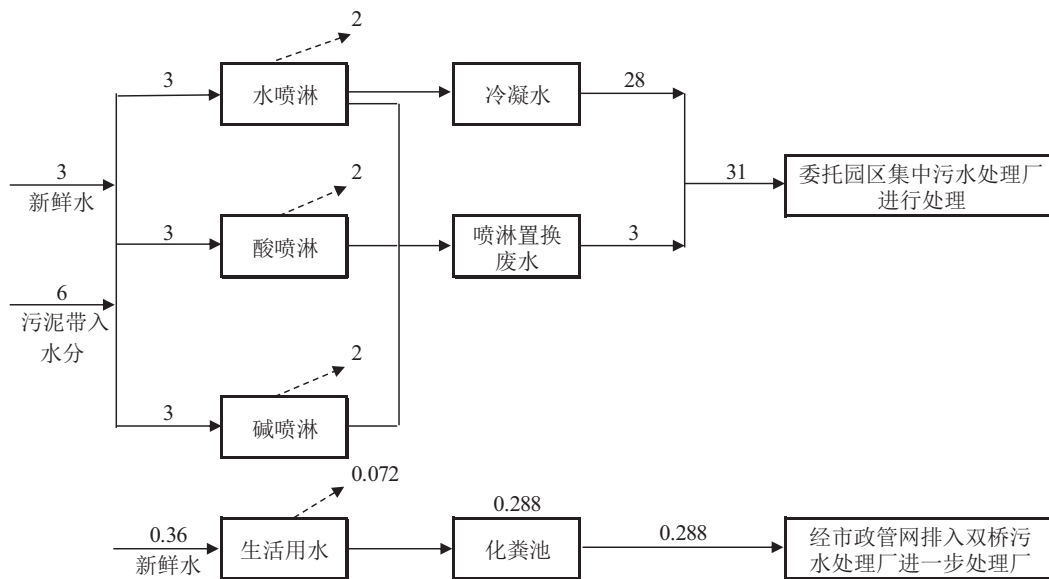 2
3
水喷淋
冷凝水
28
3
新鲜水
2
3
酸喷淋
喷淋置换
废水
3
31
委托园区集中污水处理厂
进行处理
6
污泥带入
水分
2
3
碱喷淋
0.072
0.36
新鲜水
生活用水
0.288
化粪池
0.288
经市政管网排入双桥污
水处理厂进一步处理厂